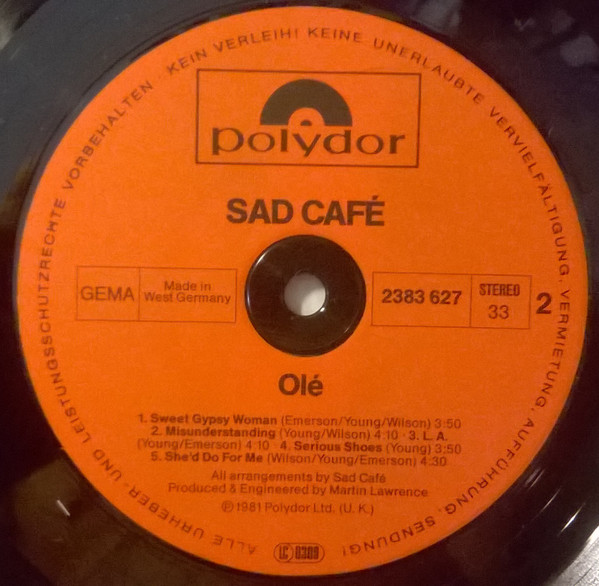 ALLE URHEBER- UND LEISTUNGSSCHUTZRECHTE VORBEHALTEN · KEIN VERLEIH! KEINE UNERLAUBTE VERVIELFÄLTIGUNG, VERMIETUNG, AUFFÜHRUNG, SENDUNG!
polydor
SAD CAFÉ
GEMA
Made in
West Germany
2383 627
STEREO
33
2
Olé
1. Sweet Gypsy Woman (Emerson/Young/Wilson) 3:50
2. Misunderstanding (Young/Wilson) 4:10 · 3. L. A.
(Young/Emerson) 4:10 · 4. Serious Shoes (Young) 3:50
5. She'd Do For Me (Wilson/Young/Emerson) 4:30
All arrangements by Sad Café
Produced & Engineered by Martin Lawrence
℗ 1981 Polydor Ltd. (U. K.)
LC 0309